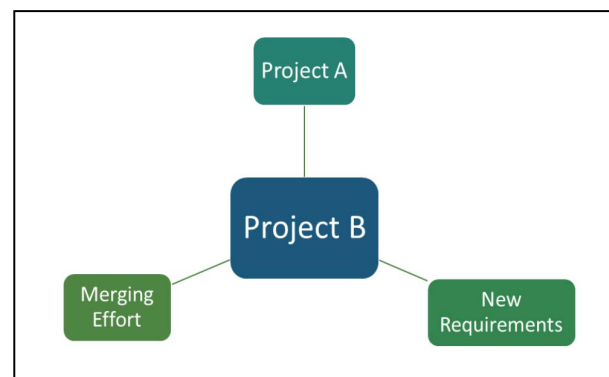 Project A
Project B
Merging
Effort
New
Requirements